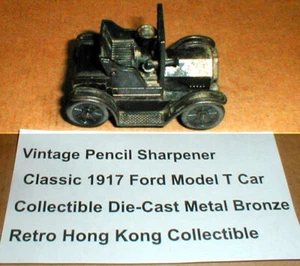 Vintage Pencil Sharpener
Classic 1917 Ford Model T Car
Collectible Die-Cast Metal Bronze
Retro Hong Kong Collectible